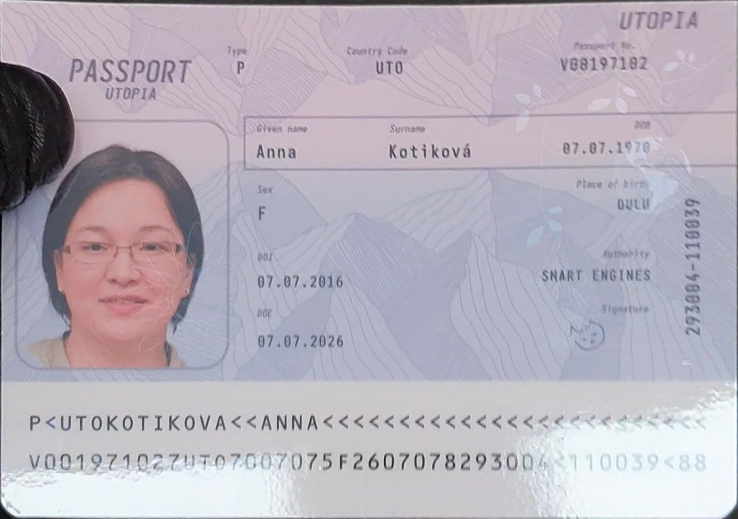 UTOPIA
PASSPORT
UTOPIA
Type
P
Country Code
UTO
Passport No.
V00197102
Given name
Anna
Surname
Kotiková
DOB
07.07.1970
Sex
F
Place of birth
OULU
DOI
07.07.2016
Authority
SMART ENGINES
DOE
07.07.2026
Signature
293004-110039
P<UTOKOTIKOVA<<ANNA<<<<<<<<<<<<<<<<<<<<<<<<<
V001971027UTO7007075F2607078293004<110039<88